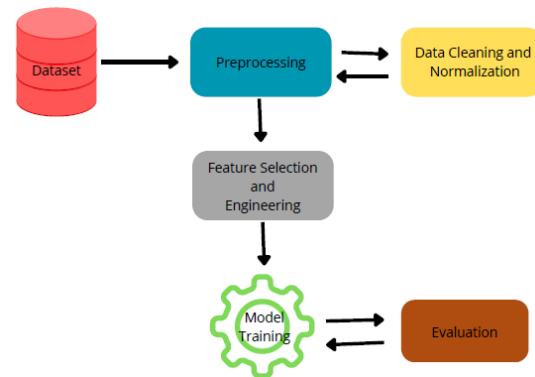 Dataset
Preprocessing
Data Cleaning and
Normalization
Feature Selection
and
Engineering
Model
Training
Evaluation